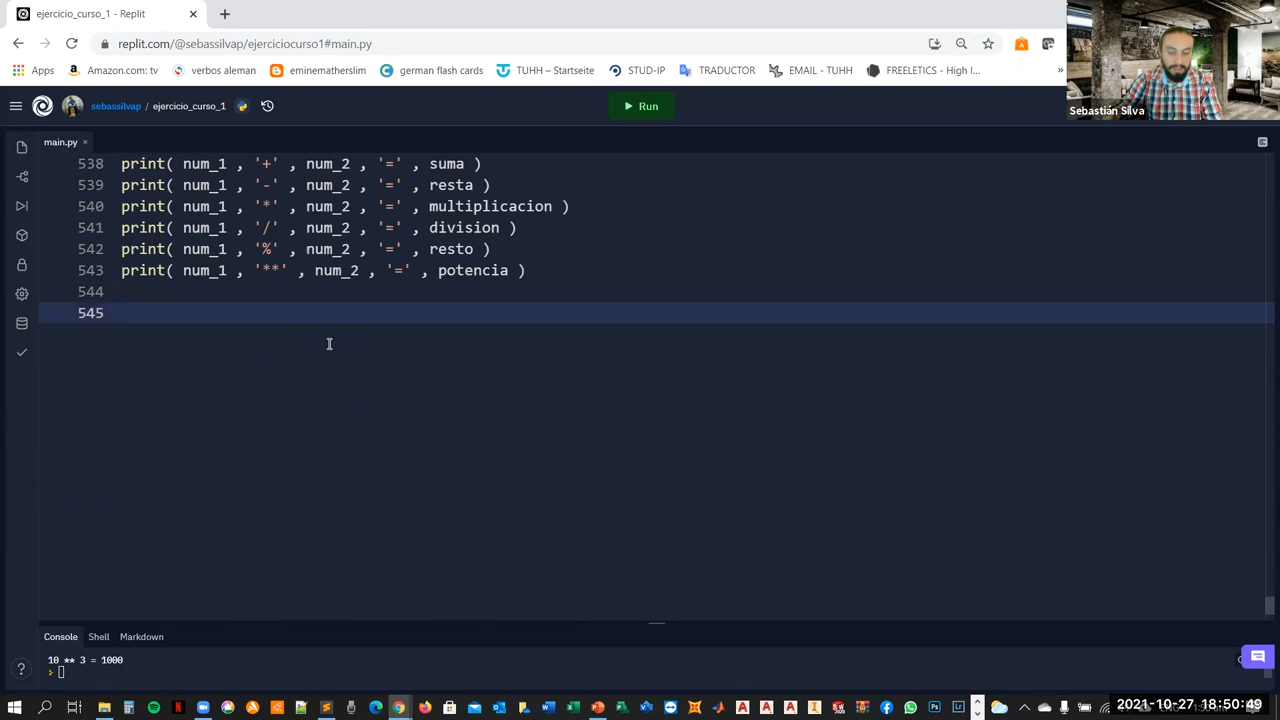 ejercicio_curso_1 - Replit
replit.com/@sebassilvap/ejerciciocurso1#main.py
Apps
Amazon.com: tv
verbos aleman
eminematherslim
german flash cards
TUHH – Startseite
STUD-IP
TRADUCTOR
EMAIL - TUHH
FREELETICS - High I...
»
Sebastián Silva
sebassilvap / ejercicio_curso_1
Run
main.py
538 print( num_1 , '+' , num_2 , '=' , suma )
539 print( num_1 , '-' , num_2 , '=' , resta )
540 print( num_1 , '*' , num_2 , '=' , multiplicacion )
541 print( num_1 , '/' , num_2 , '=' , division )
542 print( num_1 , '%' , num_2 , '=' , resto )
543 print( num_1 , '**' , num_2 , '=' , potencia )
544
545
Console
Shell
Markdown
10 ** 3 = 1000
2021-10-27 18:50:49